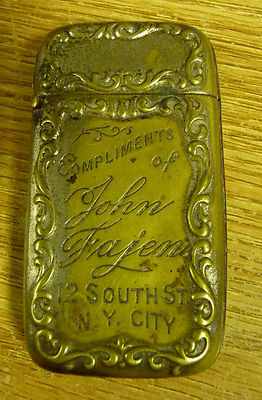 COMPLIMENTS
of
John
Fajen
12 SOUTH ST.
N.Y. CITY